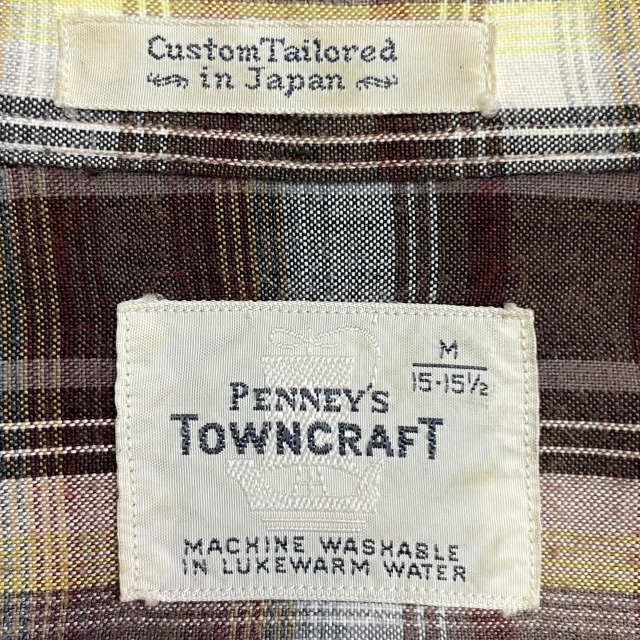 Custom Tailored
in Japan
M
15-15½
PENNEY'S
TOWNCRAFT
MACHINE WASHABLE
IN LUKEWARM WATER